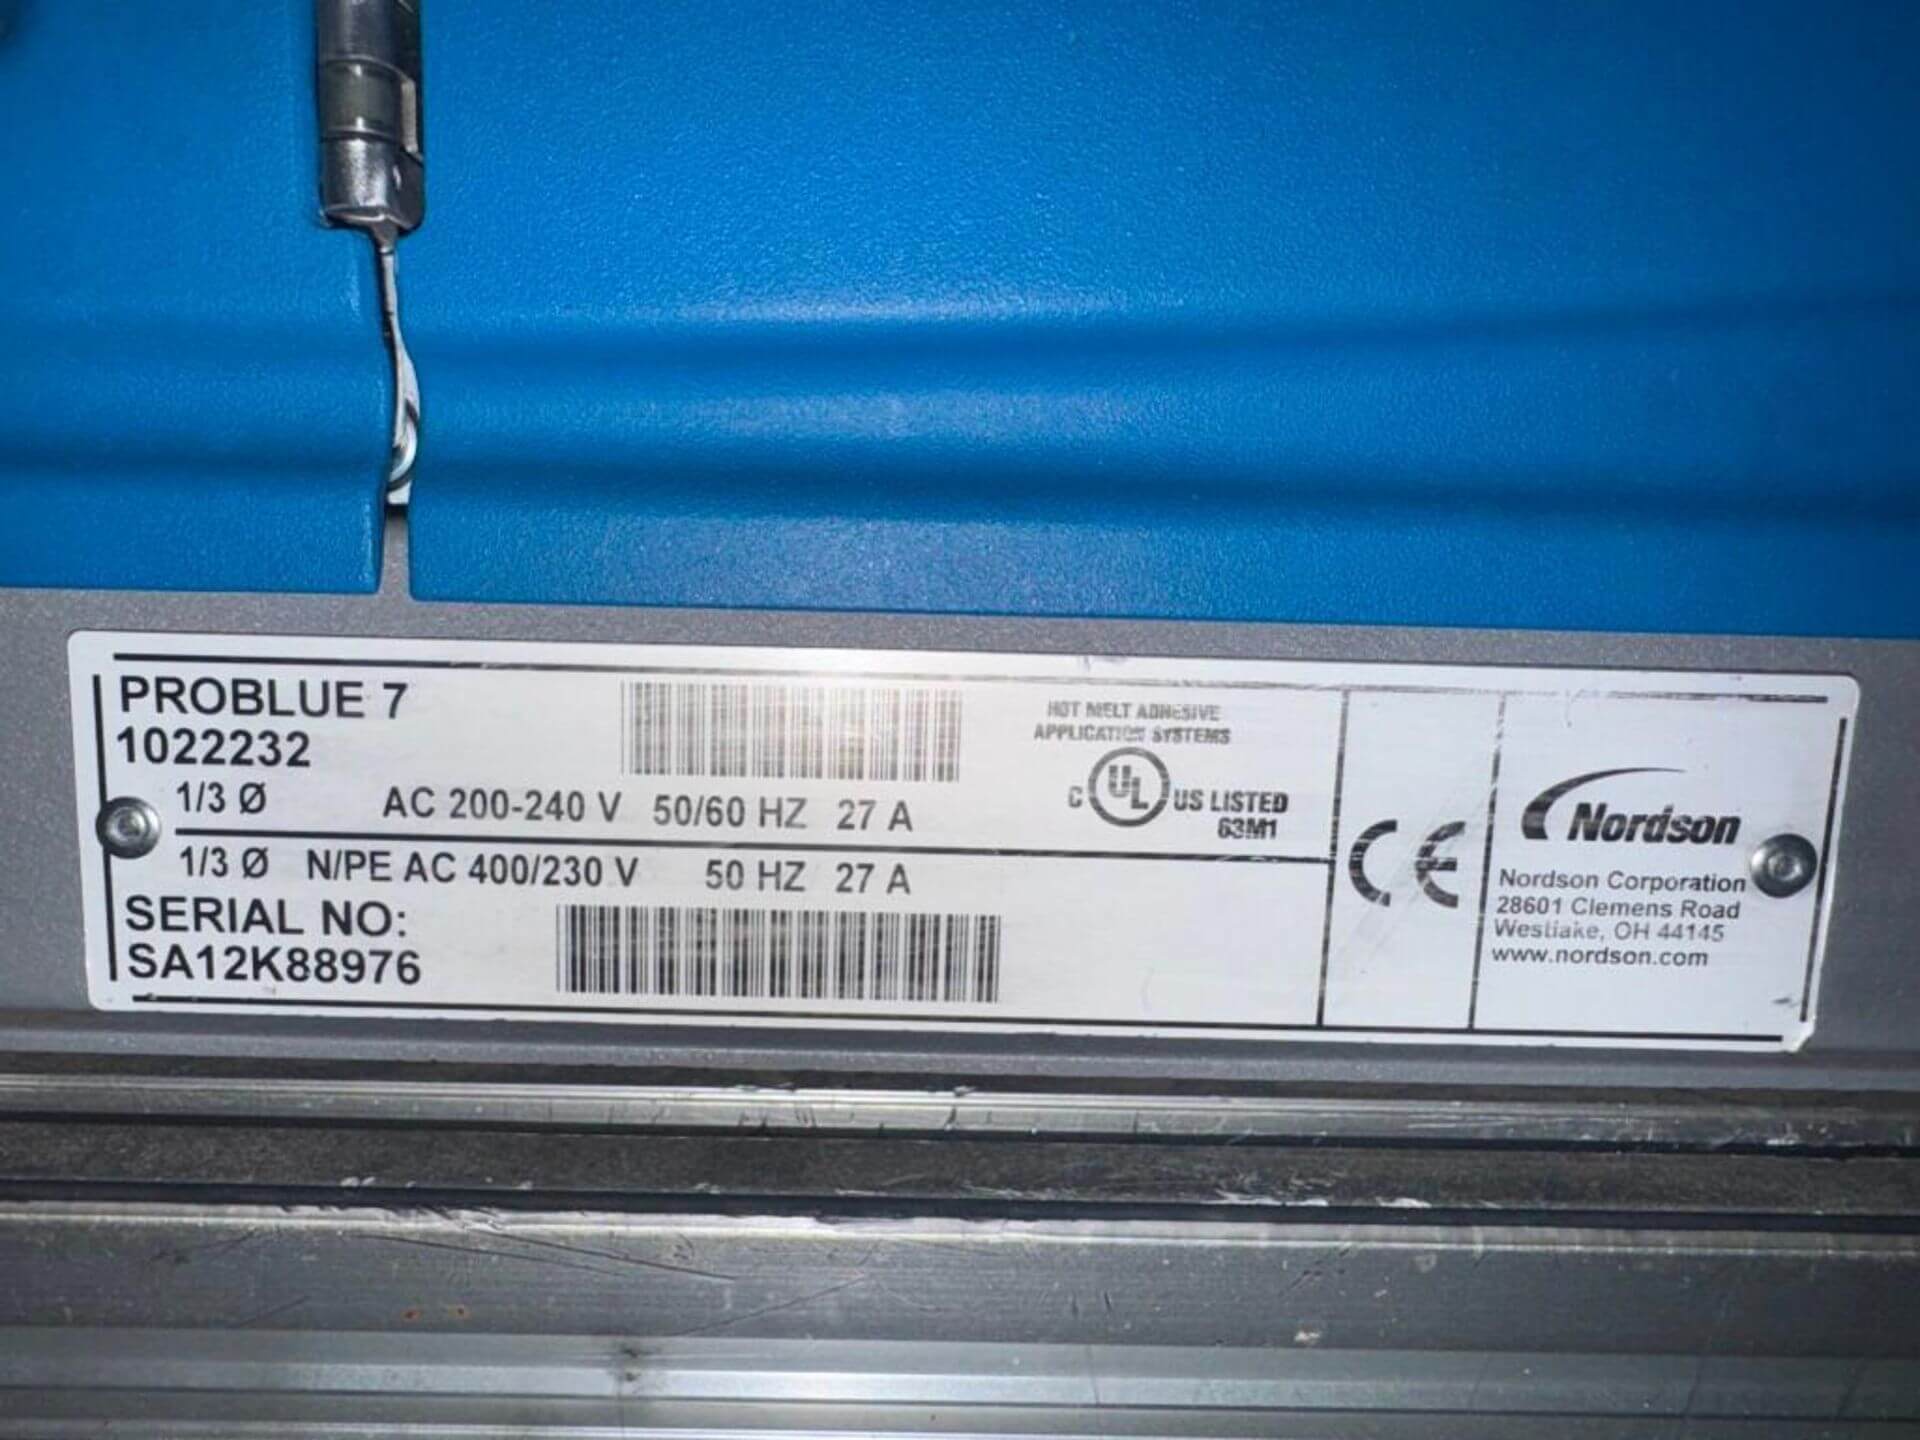 PROBLUE 7
1022232
1/3 Ø AC 200-240 V 50/60 HZ 27 A
1/3 Ø N/PE AC 400/230 V 50 HZ 27 A
SERIAL NO:
SA12K88976
HOT MELT ADHESIVE
APPLICATION SYSTEMS
C UL US LISTED
63M1
CE
Nordson
Nordson Corporation
28601 Clemens Road
Westlake, OH 44145
www.nordson.com